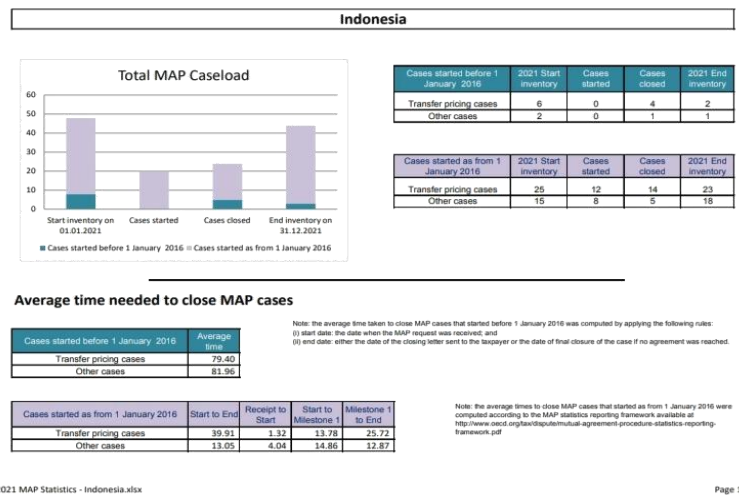 Indonesia
Total MAP Caseload
60
50
40
30
20
10
0
Start inventory on 01.01.2021
Cases started
Cases closed
End inventory on 31.12.2021
Cases started before 1 January 2016 Cases started as from 1 January 2016
Cases started before 1 January 2016 2021 Start inventory Cases started Cases closed 2021 End inventory
Transfer pricing cases 6 0 4 2
Other cases 2 0 1 1
Cases started as from 1 January 2016 2021 Start inventory Cases started Cases closed 2021 End inventory
Transfer pricing cases 25 12 14 23
Other cases 15 8 5 18
Average time needed to close MAP cases
Cases started before 1 January 2016 Average time
Transfer pricing cases 79.40
Other cases 81.96
Note: the average time taken to close MAP cases that started before 1 January 2016 was computed by applying the following rules:
(i) start date: the date when the MAP request was received; and
(ii) end date: either the date of the closing letter sent to the taxpayer or the date of final closure of the case if no agreement was reached.
Cases started as from 1 January 2016 Start to End Receipt to Start Start to Milestone 1 Milestone 1 to End
Transfer pricing cases 39.91 1.32 13.78 25.72
Other cases 13.05 4.04 14.86 12.87
Note: the average times to close MAP cases that started as from 1 January 2016 were
computed according to the MAP statistics reporting framework available at
http://www.oecd.org/tax/dispute/mutual-agreement-procedure-statistics-reporting-
framework.pdf
021 MAP Statistics - Indonesia.xlsx
Page